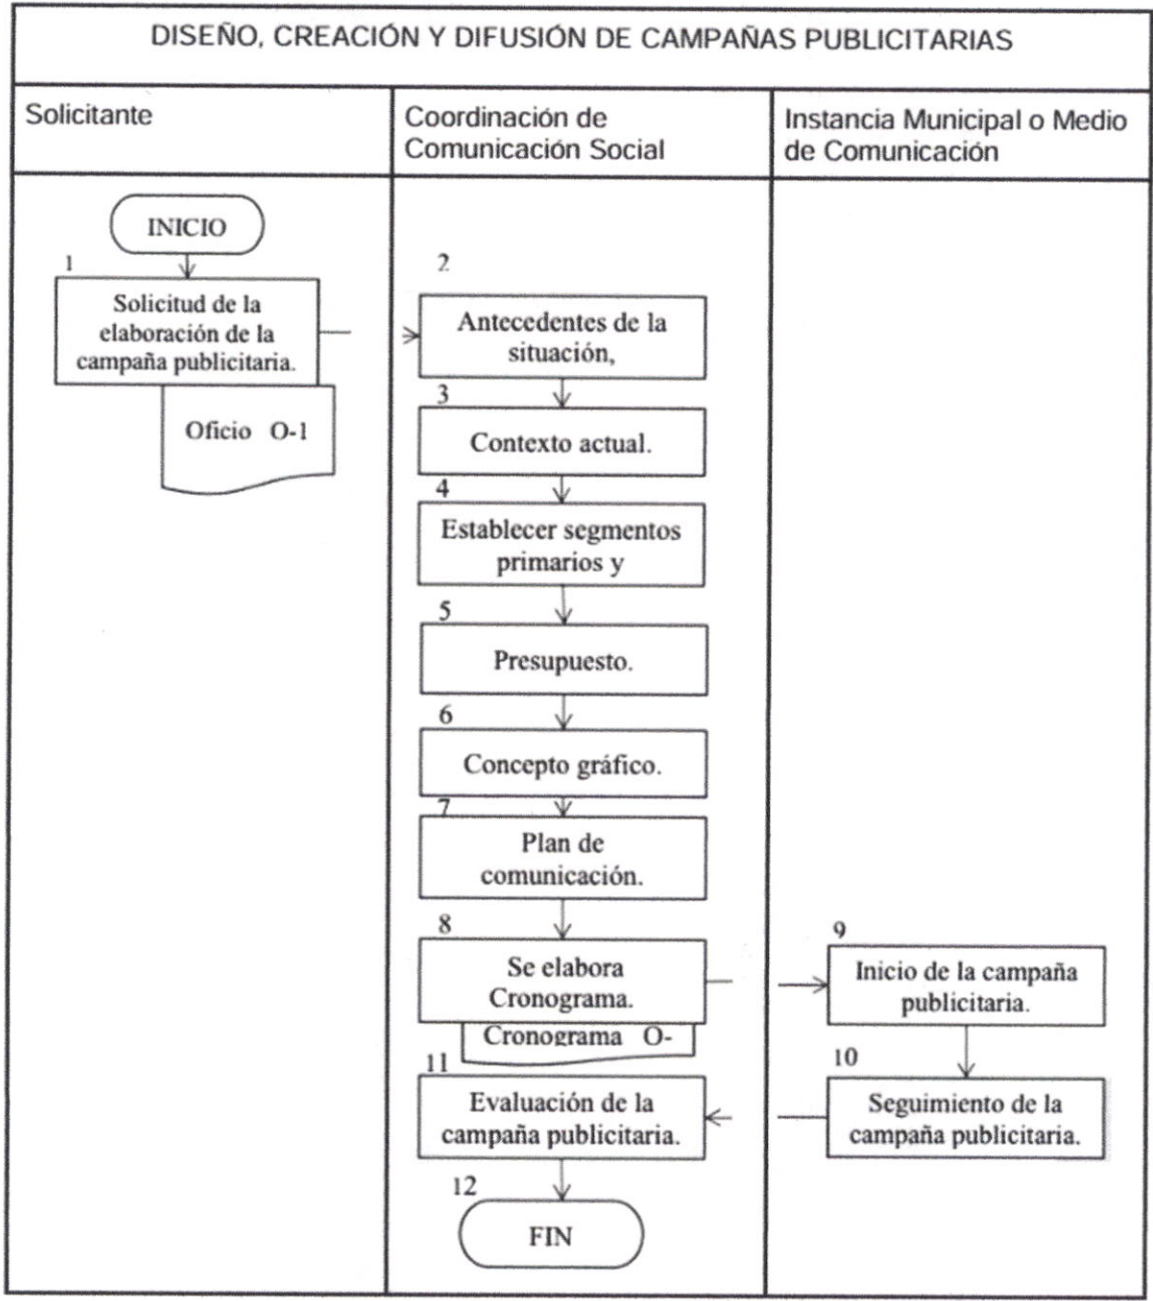 DISEÑO, CREACIÓN Y DIFUSIÓN DE CAMPAÑAS PUBLICITARIAS
Solicitante
Coordinación de
Comunicación Social
Instancia Municipal o Medio
de Comunicación
INICIO
1
Solicitud de la
elaboración de la
campaña publicitaria.
Oficio O-1
2
Antecedentes de la
situación,
3
Contexto actual.
4
Establecer segmentos
primarios y
5
Presupuesto.
6
Concepto gráfico.
7
Plan de
comunicación.
8
Se elabora
Cronograma.
Cronograma O-
9
Inicio de la campaña
publicitaria.
10
Seguimiento de la
campaña publicitaria.
11
Evaluación de la
campaña publicitaria.
12
FIN